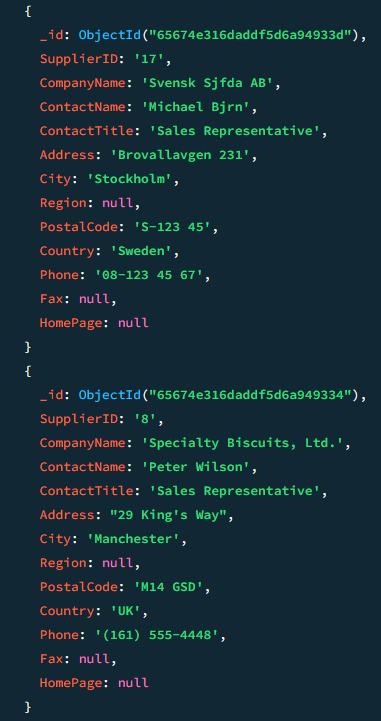 {
_id: ObjectId("65674e316daddf5d6a94933d"),
SupplierID: '17',
CompanyName: 'Svensk Sjfda AB',
ContactName: 'Michael Bjrn',
ContactTitle: 'Sales Representative',
Address: 'Brovallavgen 231',
City: 'Stockholm',
Region: null,
PostalCode: 'S-123 45',
Country: 'Sweden',
Phone: '08-123 45 67',
Fax: null,
HomePage: null
}
{
_id: ObjectId("65674e316daddf5d6a949334"),
SupplierID: '8',
CompanyName: 'Specialty Biscuits, Ltd.',
ContactName: 'Peter Wilson',
ContactTitle: 'Sales Representative',
Address: "29 King's Way",
City: 'Manchester',
Region: null,
PostalCode: 'M14 GSD',
Country: 'UK',
Phone: '(161) 555-4448',
Fax: null,
HomePage: null
}